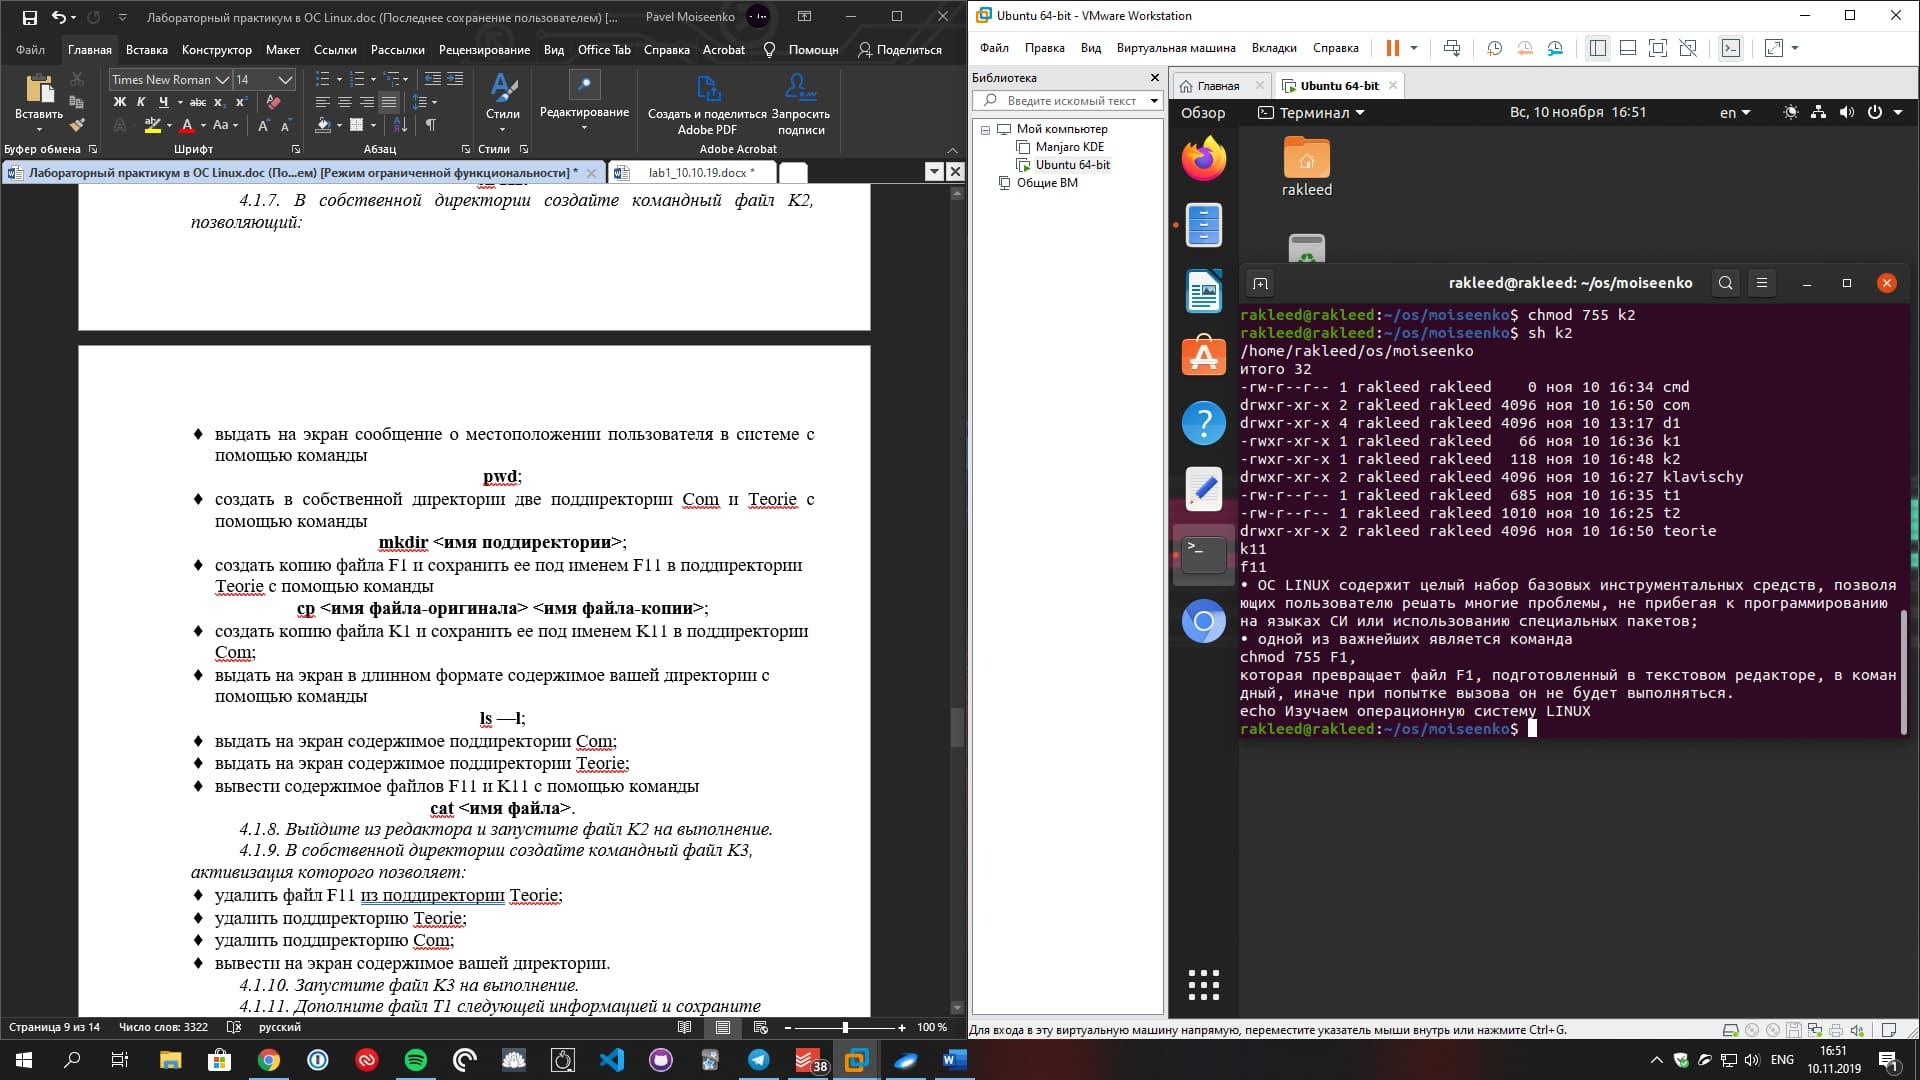 Лабораторный практикум в ОС Linux.doc (Последнее сохранение пользователем) [...
Pavel Moiseenko
Файл Главная Вставка Конструктор Макет Ссылки Рассылки Рецензирование Вид Office Tab Справка Acrobat Помощн Поделиться
Times New Roman 14
Вставить
Ж К Ч abc x₂ x²
Aa
Стили
Редактирование
Создать и поделиться Adobe PDF
Запросить подписи
Буфер обмена Шрифт Абзац Стили Adobe Acrobat
Лабораторный практикум в ОС Linux.doc (По...ем) [Режим ограниченной функциональности] *
lab1_10.10.19.docx *
4.1.7. В собственной директории создайте командный файл K2,
позволяющий:
♦ выдать на экран сообщение о местоположении пользователя в системе с
помощью команды
pwd;
♦ создать в собственной директории две поддиректории Com и Teorie с
помощью команды
mkdir <имя поддиректории>;
♦ создать копию файла F1 и сохранить ее под именем F11 в поддиректории
Teorie с помощью команды
cp <имя файла-оригинала> <имя файла-копии>;
♦ создать копию файла K1 и сохранить ее под именем K11 в поддиректории
Com;
♦ выдать на экран в длинном формате содержимое вашей директории с
помощью команды
ls —l;
♦ выдать на экран содержимое поддиректории Com;
♦ выдать на экран содержимое поддиректории Teorie;
♦ вывести содержимое файлов F11 и K11 с помощью команды
cat <имя файла>.
4.1.8. Выйдите из редактора и запустите файл K2 на выполнение.
4.1.9. В собственной директории создайте командный файл K3,
активизация которого позволяет:
♦ удалить файл F11 из поддиректории Teorie;
♦ удалить поддиректорию Teorie;
♦ удалить поддиректорию Com;
♦ вывести на экран содержимое вашей директории.
4.1.10. Запустите файл K3 на выполнение.
4.1.11. Дополните файл T1 следующей информацией и сохраните
Страница 9 из 14 Число слов: 3322 русский 100 %
Ubuntu 64-bit - VMware Workstation
Файл Правка Вид Виртуальная машина Вкладки Справка
Библиотека
Введите искомый текст
Мой компьютер
Manjaro KDE
Ubuntu 64-bit
Общие ВМ
Главная
Ubuntu 64-bit
Обзор Терминал Вс, 10 ноября 16:51 en
rakleed
rakleed@rakleed: ~/os/moiseenko
rakleed@rakleed:~/os/moiseenko$ chmod 755 k2
rakleed@rakleed:~/os/moiseenko$ sh k2
/home/rakleed/os/moiseenko
итого 32
-rw-r--r-- 1 rakleed rakleed    0 ноя 10 16:34 cmd
drwxr-xr-x 2 rakleed rakleed 4096 ноя 10 16:50 com
drwxr-xr-x 4 rakleed rakleed 4096 ноя 10 13:17 d1
-rwxr-xr-x 1 rakleed rakleed   66 ноя 10 16:36 k1
-rwxr-xr-x 1 rakleed rakleed  118 ноя 10 16:48 k2
drwxr-xr-x 2 rakleed rakleed 4096 ноя 10 16:27 klavischy
-rw-r--r-- 1 rakleed rakleed  685 ноя 10 16:35 t1
-rw-r--r-- 1 rakleed rakleed 1010 ноя 10 16:25 t2
drwxr-xr-x 2 rakleed rakleed 4096 ноя 10 16:50 teorie
k11
f11
• ОС LINUX содержит целый набор базовых инструментальных средств, позволя
ющих пользователю решать многие проблемы, не прибегая к программированию
на языках СИ или использованию специальных пакетов;
• одной из важнейших является команда
chmod 755 F1,
которая превращает файл F1, подготовленный в текстовом редакторе, в коман
дный, иначе при попытке вызова он не будет выполняться.
echo Изучаем операционную систему LINUX
rakleed@rakleed:~/os/moiseenko$
Для входа в эту виртуальную машину напрямую, переместите указатель мыши внутрь или нажмите Ctrl+G.
38
ENG
16:51
10.11.2019
1